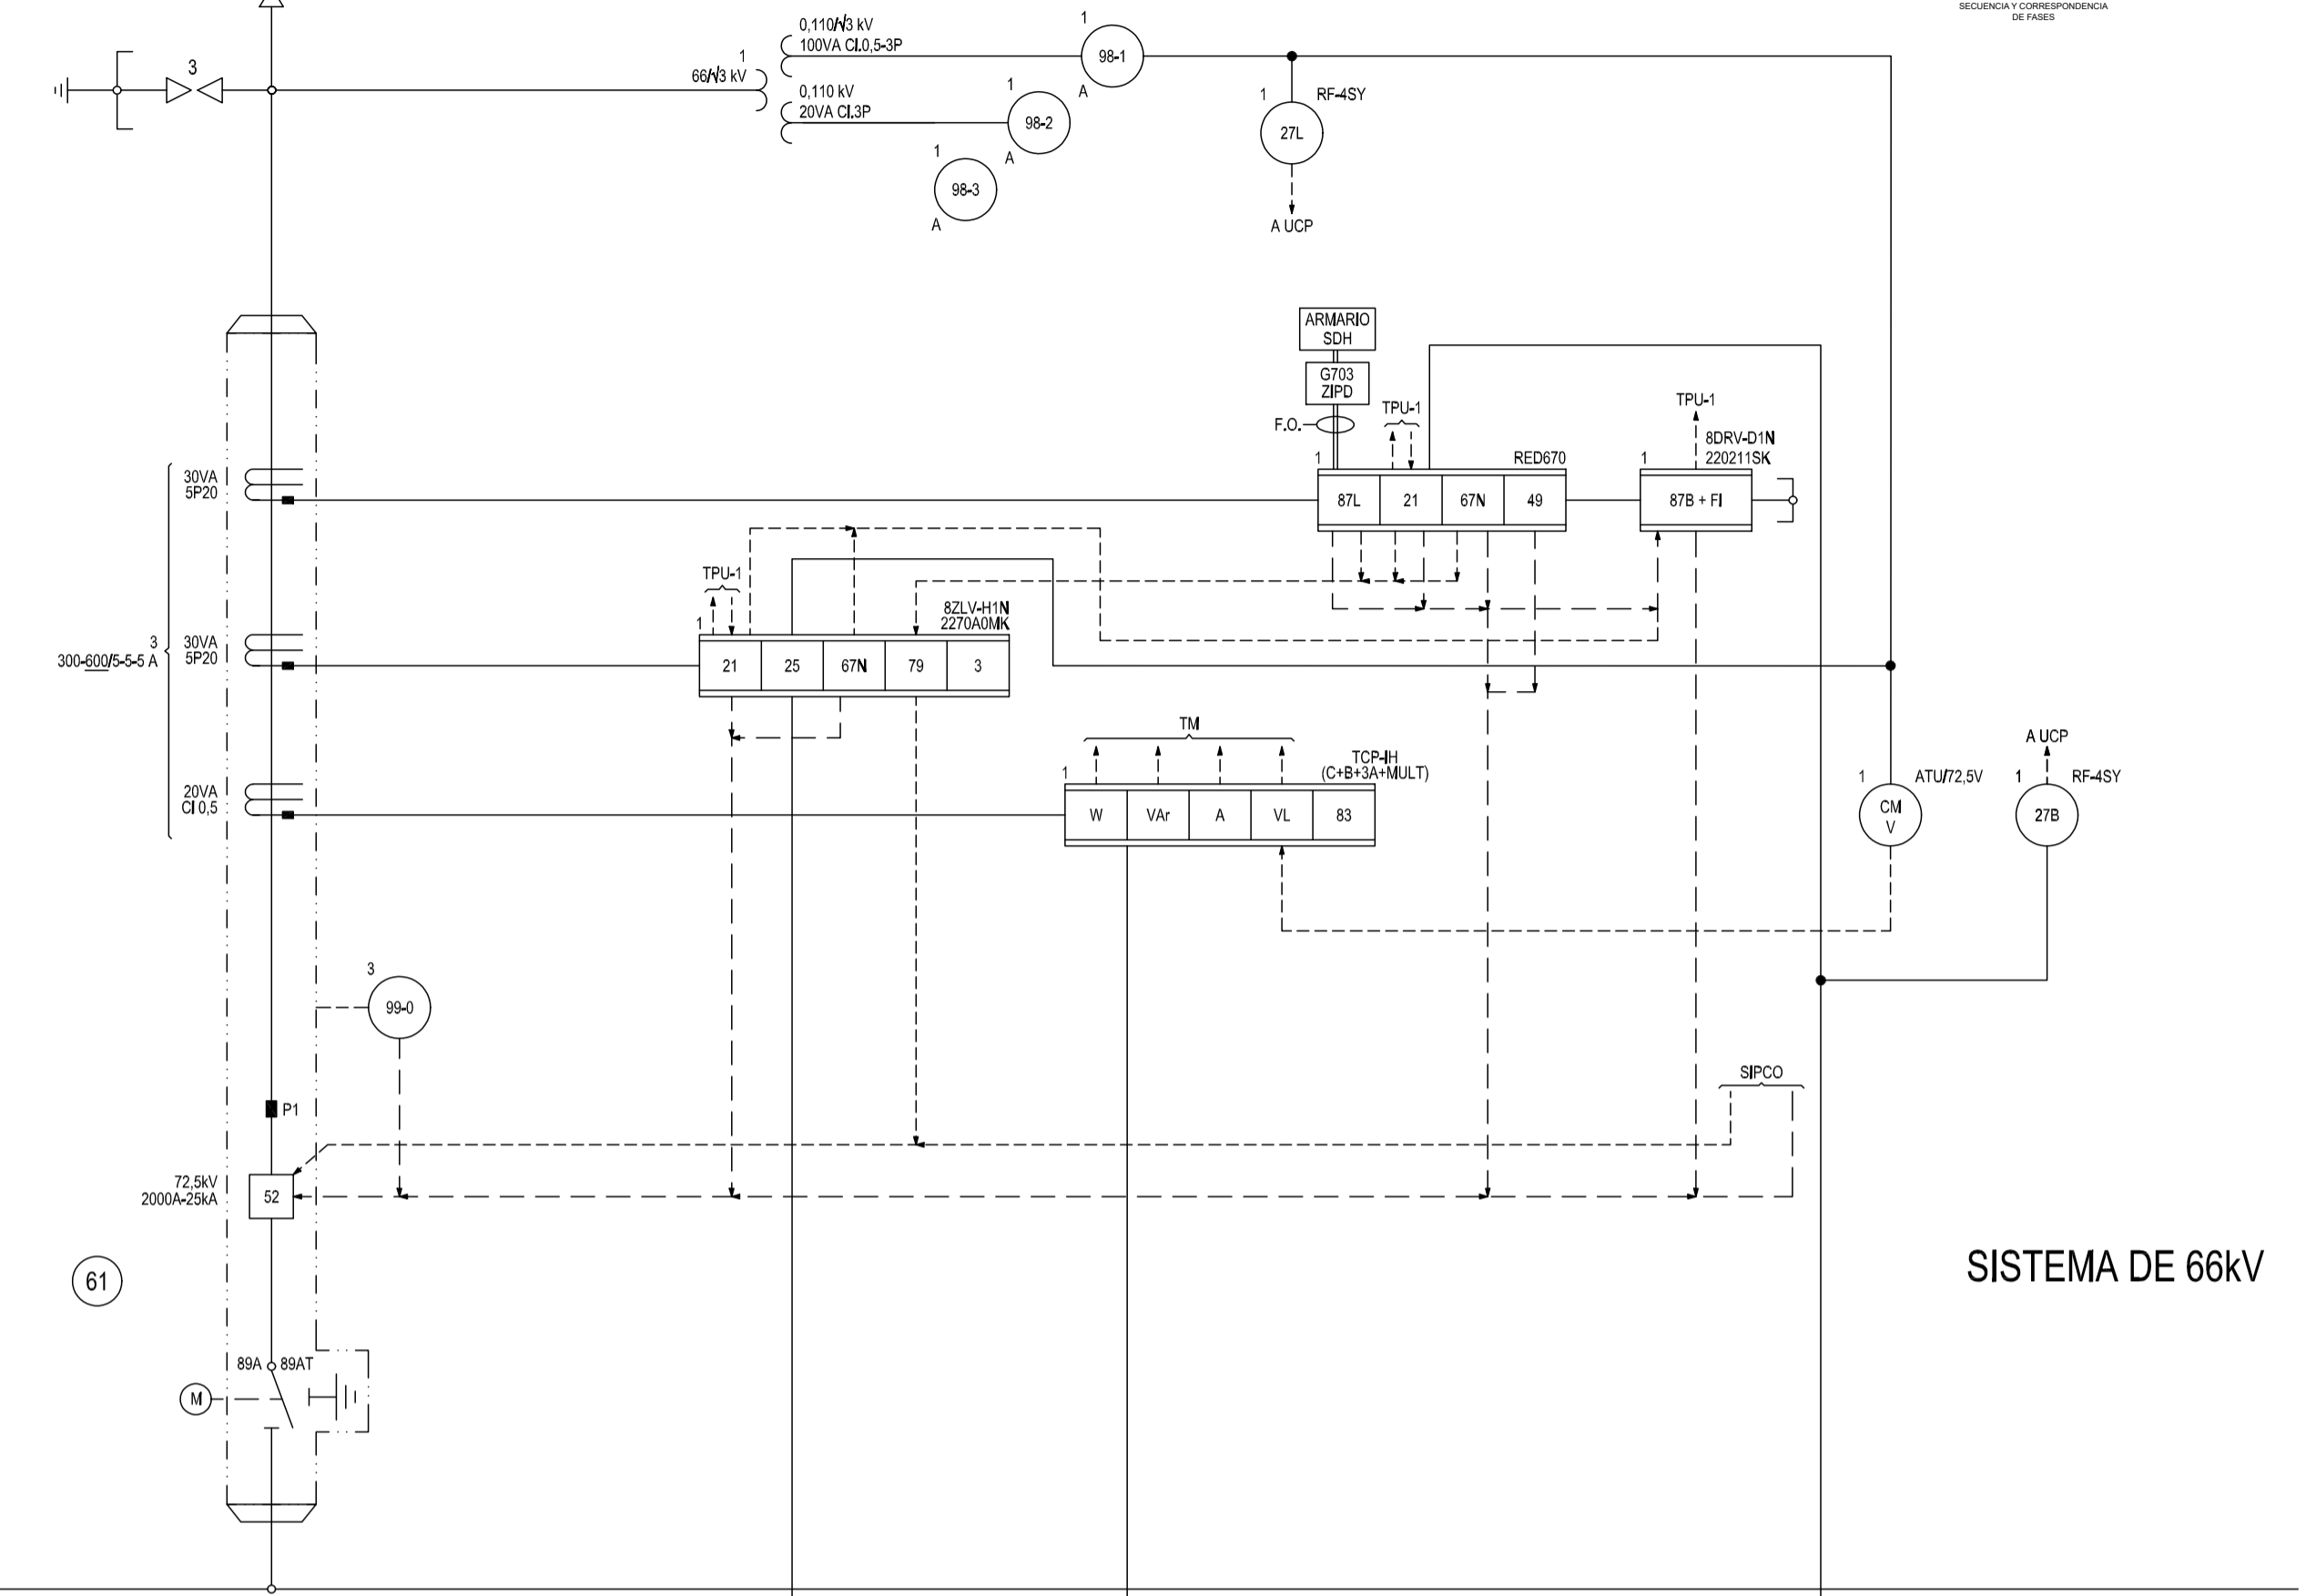 SECUENCIA Y CORRESPONDENCIA
DE FASES
3
1
66/√3 kV
0,110/√3 kV
100VA Cl.0,5-3P
0,110 kV
20VA Cl.3P
1
98-1
A
1
98-2
A
1
98-3
A
1
RF-4SY
27L
A UCP
ARMARIO
SDH
G703
ZIPD
F.O.
TPU-1
1
RED670
87L
21
67N
49
TPU-1
8DRV-D1N
220211SK
1
87B + FI
30VA
5P20
3
300-600/5-5-5 A
30VA
5P20
20VA
Cl 0,5
TPU-1
8ZLV-H1N
2270A0MK
1
21
25
67N
79
3
TM
TCP-IH
(C+B+3A+MULT)
1
W
VAr
A
VL
83
1
ATU/72,5V
CM
V
A UCP
1
RF-4SY
27B
3
99-0
SIPCO
P1
72,5kV
2000A-25kA
52
61
SISTEMA DE 66kV
89A
89AT
M